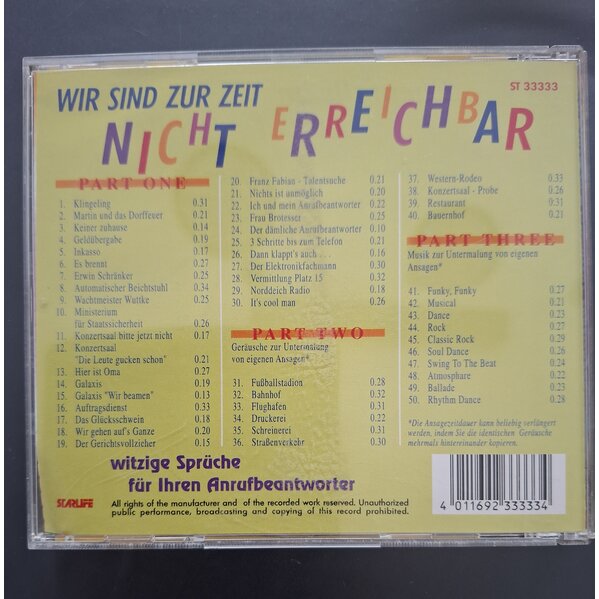 WIR SIND ZUR ZEIT
ST 33333
NICHT ERREICHBAR
PART ONE
1. Klingeling 0.31
2. Martin und das Dorffeuer 0.21
3. Keiner zuhause 0.14
4. Geldübergabe 0.19
5. Inkasso 0.17
6. Es brennt 0.27
7. Erwin Schränker 0.25
8. Automatischer Beichtstuhl 0.34
9. Wachtmeister Wuttke 0.25
10. Ministerium
für Staatssicherheit 0.26
11. Konzertsaal bitte jetzt nicht 0.17
12. Konzertsaal
"Die Leute gucken schon" 0.21
13. Hier ist Oma 0.27
14. Galaxis 0.19
15. Galaxis "Wir beamen" 0.13
16. Auftragsdienst 0.33
17. Das Glücksschwein 0.18
18. Wir gehen auf's Ganze 0.20
19. Der Gerichtsvollzieher 0.15
20. Franz Fabian - Talentsuche 0.21
21. Nichts ist unmöglich 0.20
22. Ich und mein Anrufbeantworter 0.22
23. Frau Brotesser 0.25
24. Der dämliche Anrufbeantworter 0.10
25. 3 Schritte bis zum Telefon 0.21
26. Dann klappt's auch . . . 0.16
27. Der Elektronikfachmann 0.30
28. Vermittlung Platz 15 0.32
29. Norddeich Radio 0.18
30. It's cool man 0.26
PART TWO
Geräusche zur Untermalung
von eigenen Ansagen*
31. Fußballstadion 0.28
32. Bahnhof 0.32
33. Flughafen 0.31
34. Druckerei 0.22
35. Schreinerei 0.31
36. Straßenverkehr 0.30
37. Western-Rodeo 0.33
38. Konzertsaal - Probe 0.26
39. Restaurant 0.31
40. Bauernhof 0.21
PART THREE
Musik zur Untermalung von eigenen
Ansagen*
41. Funky, Funky 0.27
42. Musical 0.21
43. Dance 0.23
44. Rock 0.27
45. Classic Rock 0.29
46. Soul Dance 0.26
47. Swing To The Beat 0.24
48. Atmosphere 0.22
49. Ballade 0.23
50. Rhythm Dance 0.28
*Die Ansagezeitdauer kann beliebig verlängert
werden, indem Sie die identischen Geräusche
mehrmals hintereinander kopieren.
witzige Sprüche
für Ihren Anrufbeantworter
STARLIFE
All rights of the manufacturer and of the recorded work reserved. Unauthorized
public performance, broadcasting and copying of this record prohibited.
4 011692 333334